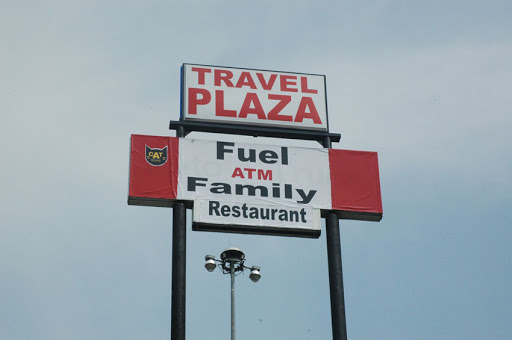 TRAVEL
PLAZA
CAT
Fuel
ATM
Family
Restaurant